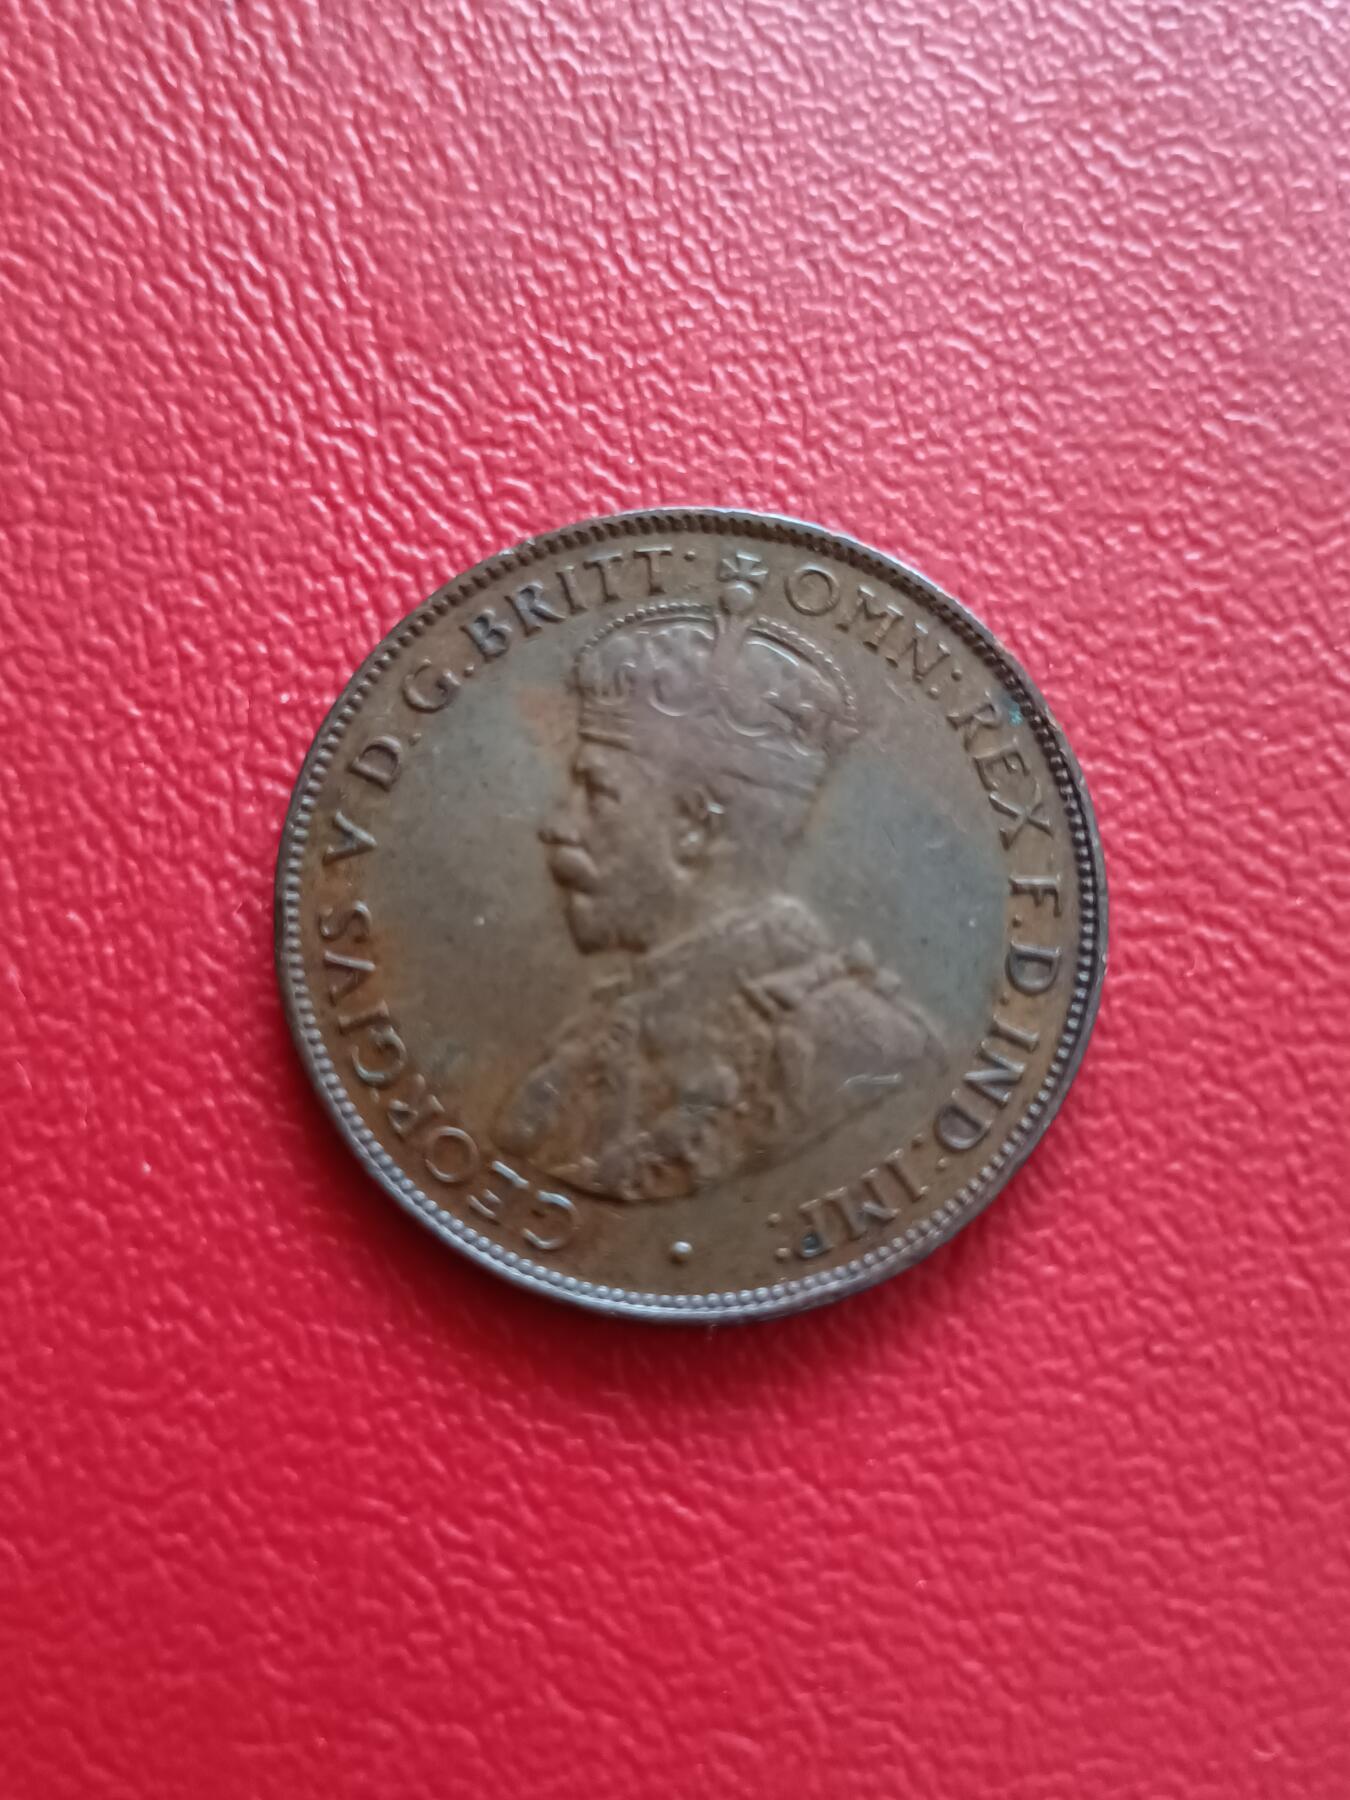 GEORGIVS V D.G.BRITT: OMN: REX F.D.IND:IMP: